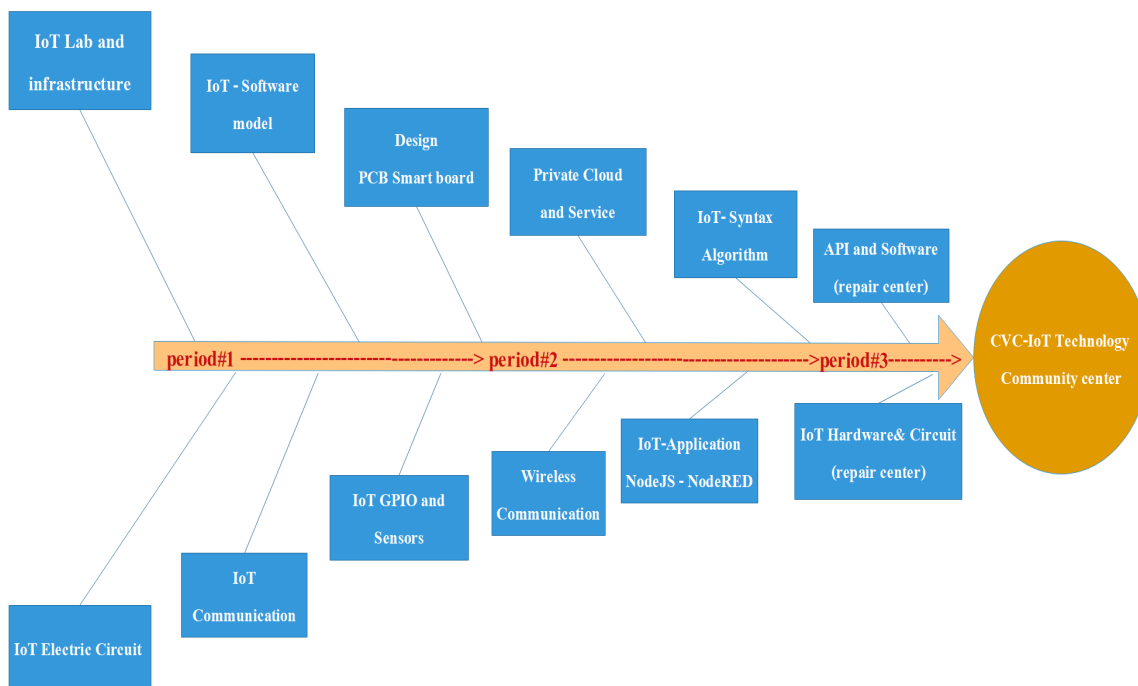 IoT Lab and
infrastructure
IoT - Software
model
Design
PCB Smart board
Private Cloud
and Service
IoT- Syntax
Algorithm
API and Software
(repair center)
period#1 -----------------------------------> period#2 -------------------------------------->period#3---------->
CVC-IoT Technology
Community center
IoT Electric Circuit
IoT
Communication
IoT GPIO and
Sensors
Wireless
Communication
IoT-Application
NodeJS - NodeRED
IoT Hardware& Circuit
(repair center)